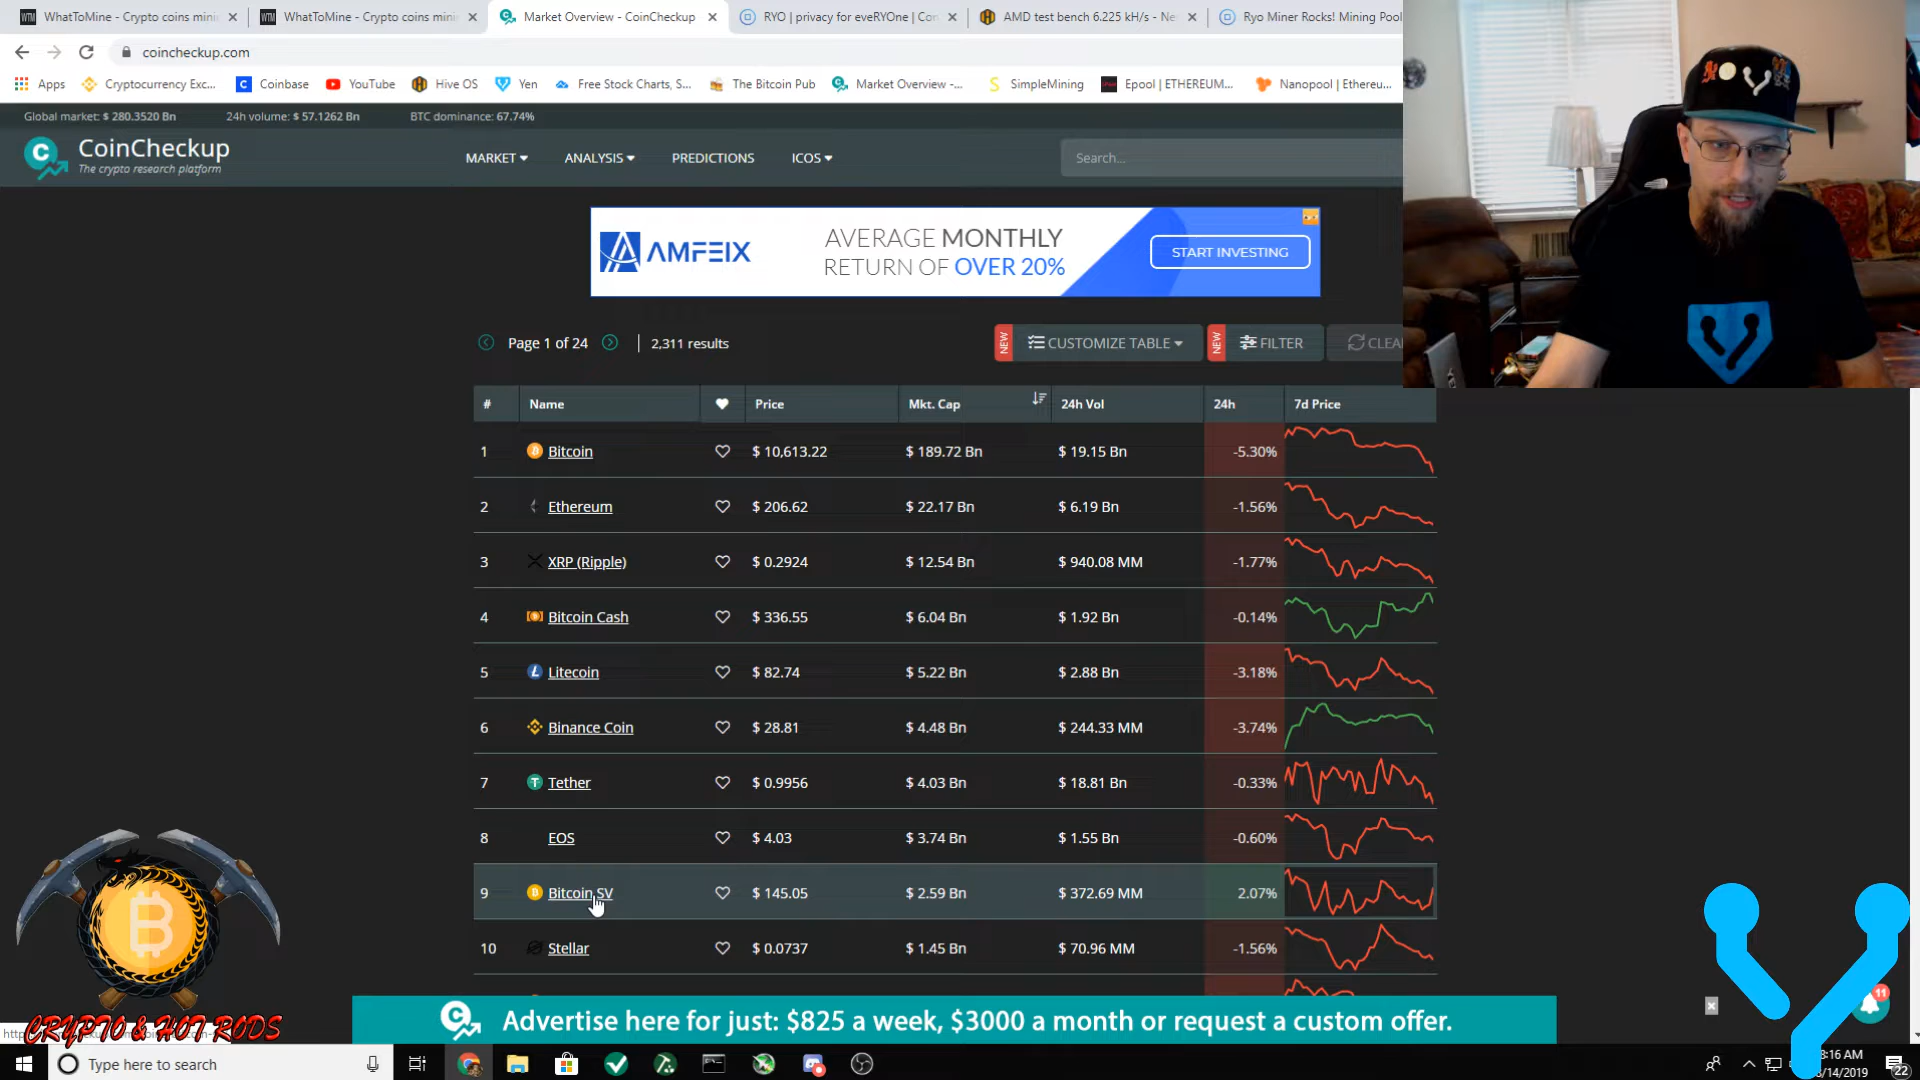 WhatToMine - Crypto coins mini
WhatToMine - Crypto coins mini
Market Overview - CoinCheckup
RYO | privacy for eveRYOne | Con
AMD test bench 6.225 kH/s - Ne
Ryo Miner Rocks! Mining Pool
coincheckup.com
Apps
Cryptocurrency Exc...
Coinbase
YouTube
Hive OS
Yen
Free Stock Charts, S...
The Bitcoin Pub
Market Overview -...
SimpleMining
Epool | ETHEREUM...
Nanopool | Ethereu...
Global market: $ 280.3520 Bn
24h volume: $ 57.1262 Bn
BTC dominance: 67.74%
CoinCheckup
The crypto research platform
MARKET
ANALYSIS
PREDICTIONS
ICOS
Search...
AMFEIX
AVERAGE MONTHLY
RETURN OF OVER 20%
START INVESTING
Page 1 of 24
2,311 results
NEW
CUSTOMIZE TABLE
NEW
FILTER
CLEA
# Name Price Mkt. Cap 24h Vol 24h 7d Price
1 Bitcoin $ 10,613.22 $ 189.72 Bn $ 19.15 Bn -5.30%
2 Ethereum $ 206.62 $ 22.17 Bn $ 6.19 Bn -1.56%
3 XRP (Ripple) $ 0.2924 $ 12.54 Bn $ 940.08 MM -1.77%
4 Bitcoin Cash $ 336.55 $ 6.04 Bn $ 1.92 Bn -0.14%
5 Litecoin $ 82.74 $ 5.22 Bn $ 2.88 Bn -3.18%
6 Binance Coin $ 28.81 $ 4.48 Bn $ 244.33 MM -3.74%
7 Tether $ 0.9956 $ 4.03 Bn $ 18.81 Bn -0.33%
8 EOS $ 4.03 $ 3.74 Bn $ 1.55 Bn -0.60%
9 Bitcoin SV $ 145.05 $ 2.59 Bn $ 372.69 MM 2.07%
10 Stellar $ 0.0737 $ 1.45 Bn $ 70.96 MM -1.56%
Advertise here for just: $825 a week, $3000 a month or request a custom offer.
11
CRYPTO & HOT RODS
Type here to search
:16 AM
/14/2019
22